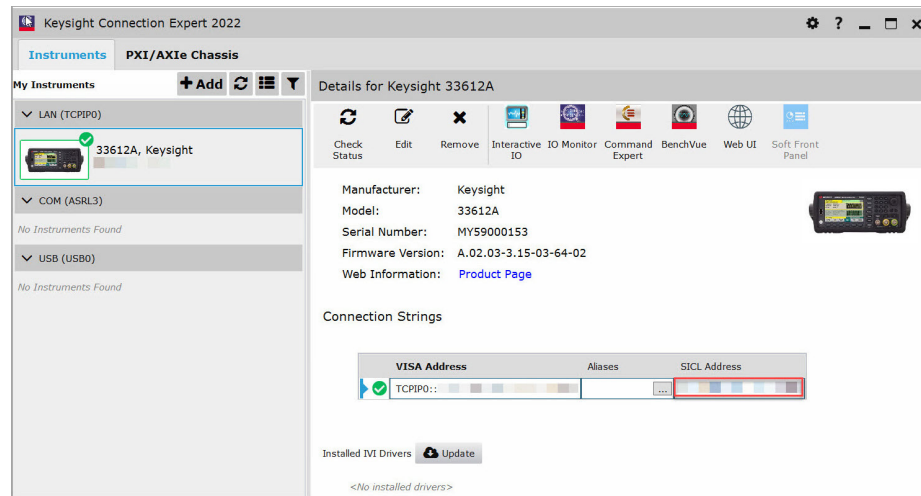 Keysight Connection Expert 2022
Instruments PXI/AXIe Chassis
My Instruments
Add
LAN (TCPIP0)
33612A, Keysight
COM (ASRL3)
No Instruments Found
USB (USB0)
No Instruments Found
Details for Keysight 33612A
Check Status
Edit
Remove
Interactive IO
IO Monitor
Command Expert
BenchVue
Web UI
Soft Front Panel
Manufacturer: Keysight
Model: 33612A
Serial Number: MY59000153
Firmware Version: A.02.03-3.15-03-64-02
Web Information: Product Page
Connection Strings
VISA Address Aliases SICL Address
TCPIP0:: ...
Installed IVI Drivers Update
<No installed drivers>